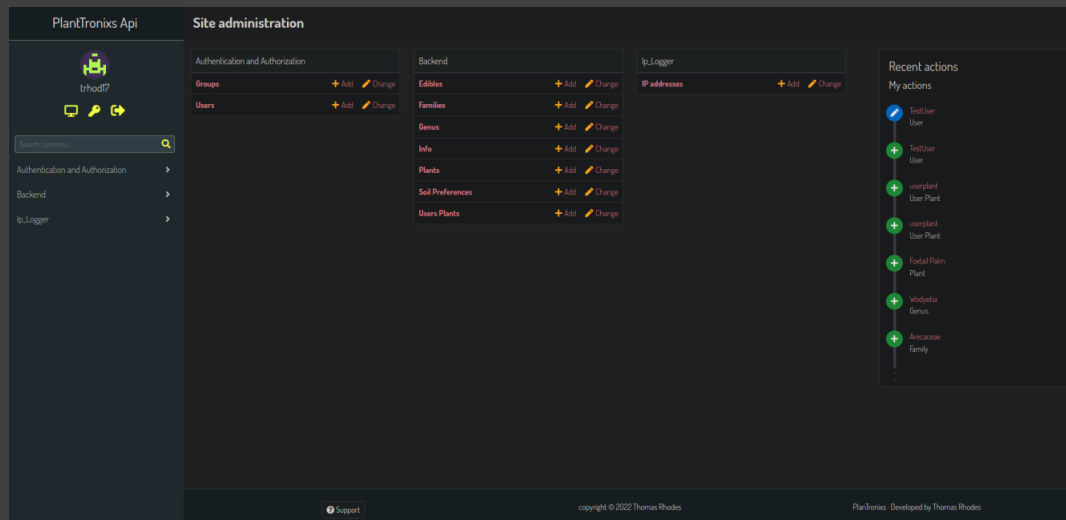 PlantTronixs Api
trhod17
Search contents...
Authentication and Authorization
Backend
Ip_Logger
Site administration
Authentication and Authorization
Groups Add Change
Users Add Change
Backend
Edibles Add Change
Families Add Change
Genus Add Change
Info Add Change
Plants Add Change
Soil Preferences Add Change
Users Plants Add Change
Ip_Logger
IP addresses Add Change
Recent actions
My actions
TestUser
User
TestUser
User
userplant
User Plant
userplant
User Plant
Foxtail Palm
Plant
Wodyetia
Genus
Arecaceae
Family
Support
copyright © 2022 Thomas Rhodes
PlanTronixs - Developed by Thomas Rhodes